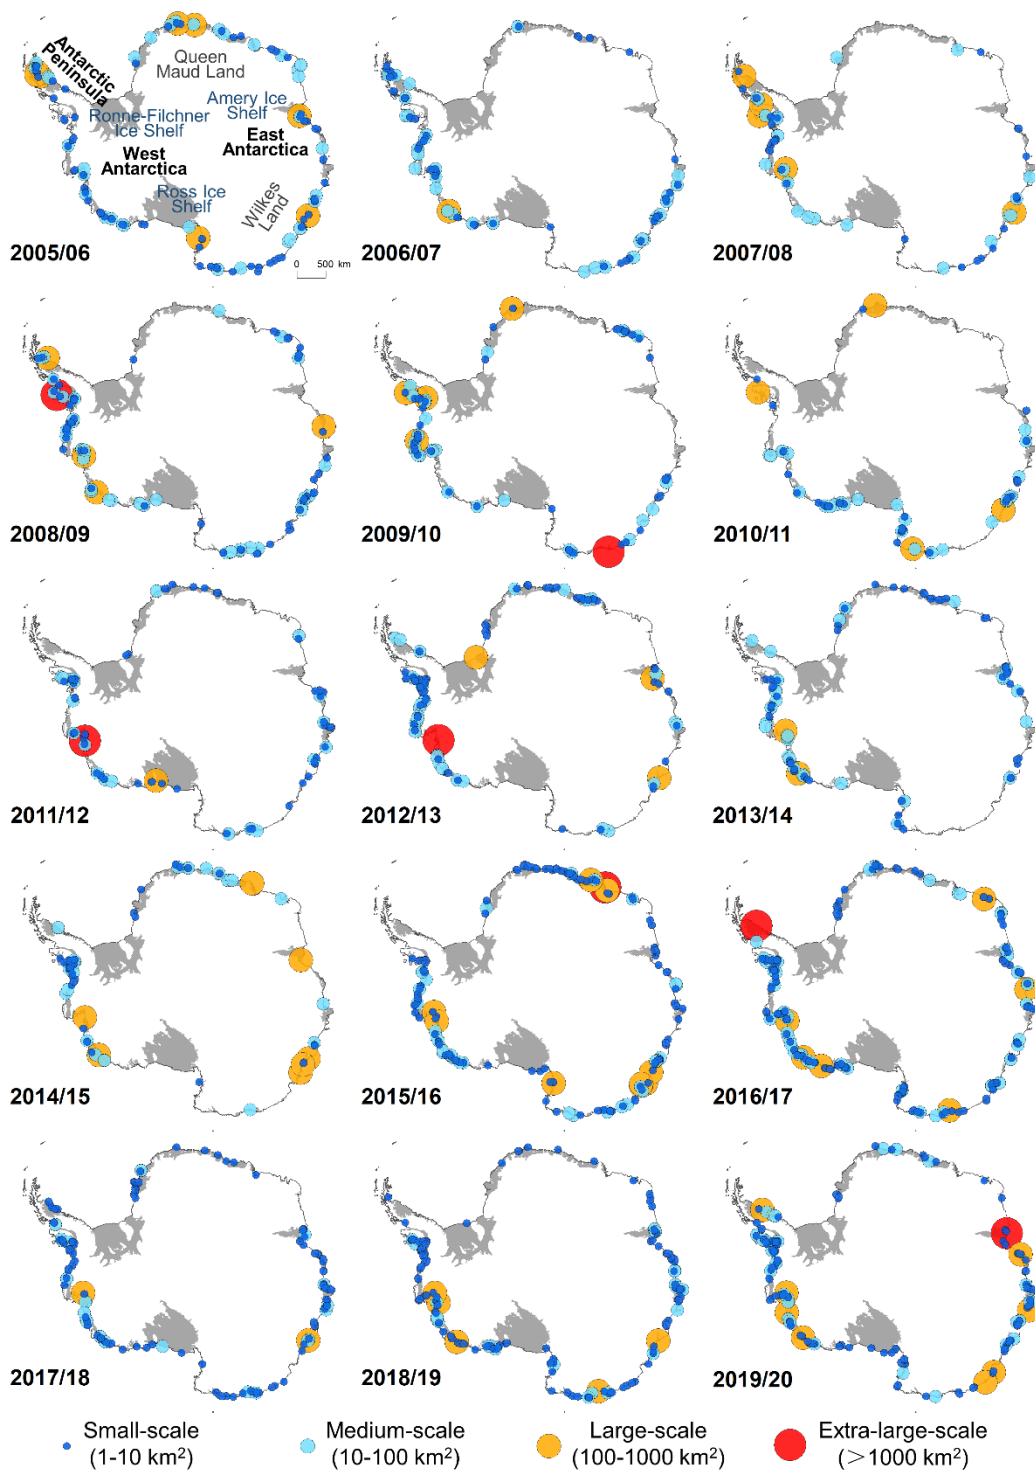 Antarctic
Peninsula
Queen
Maud Land
Amery Ice
Shelf
Ronne-Filchner
Ice Shelf
East
Antarctica
West
Antarctica
Ross Ice
Shelf
Wilkes
Land
0 500 km
2005/06
2006/07
2007/08
2008/09
2009/10
2010/11
2011/12
2012/13
2013/14
2014/15
2015/16
2016/17
2017/18
2018/19
2019/20
Small-scale
(1-10 km²)
Medium-scale
(10-100 km²)
Large-scale
(100-1000 km²)
Extra-large-scale
(＞1000 km²)